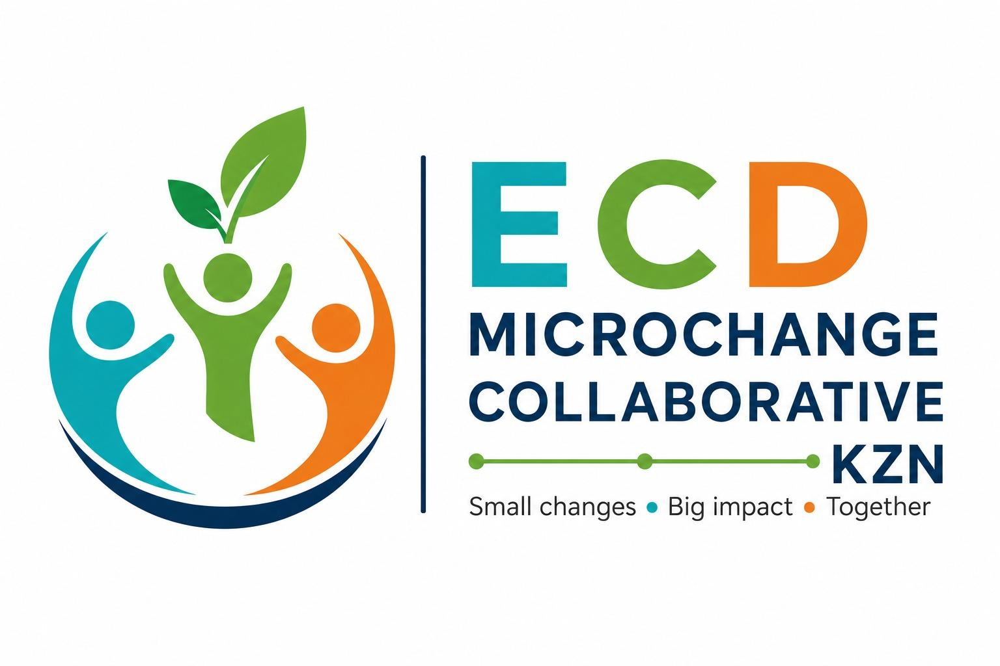 ECD
MICROCHANGE
COLLABORATIVE
KZN
Small changes • Big impact • Together